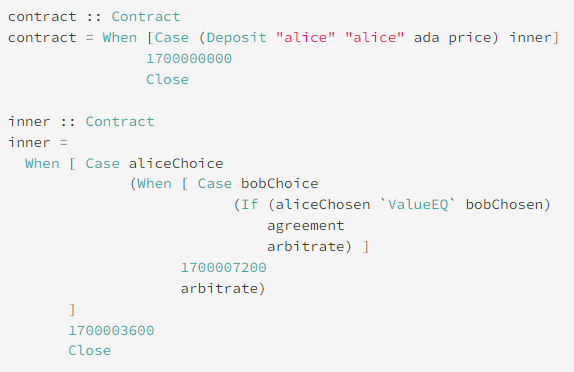 contract :: Contract
contract = When [Case (Deposit "alice" "alice" ada price) inner]
                1700000000
                Close

inner :: Contract
inner =
  When [ Case aliceChoice
              (When [ Case bobChoice
                          (If (aliceChosen `ValueEQ` bobChosen)
                              agreement
                              arbitrate) ]
                    1700007200
                    arbitrate)
       ]
       1700003600
       Close